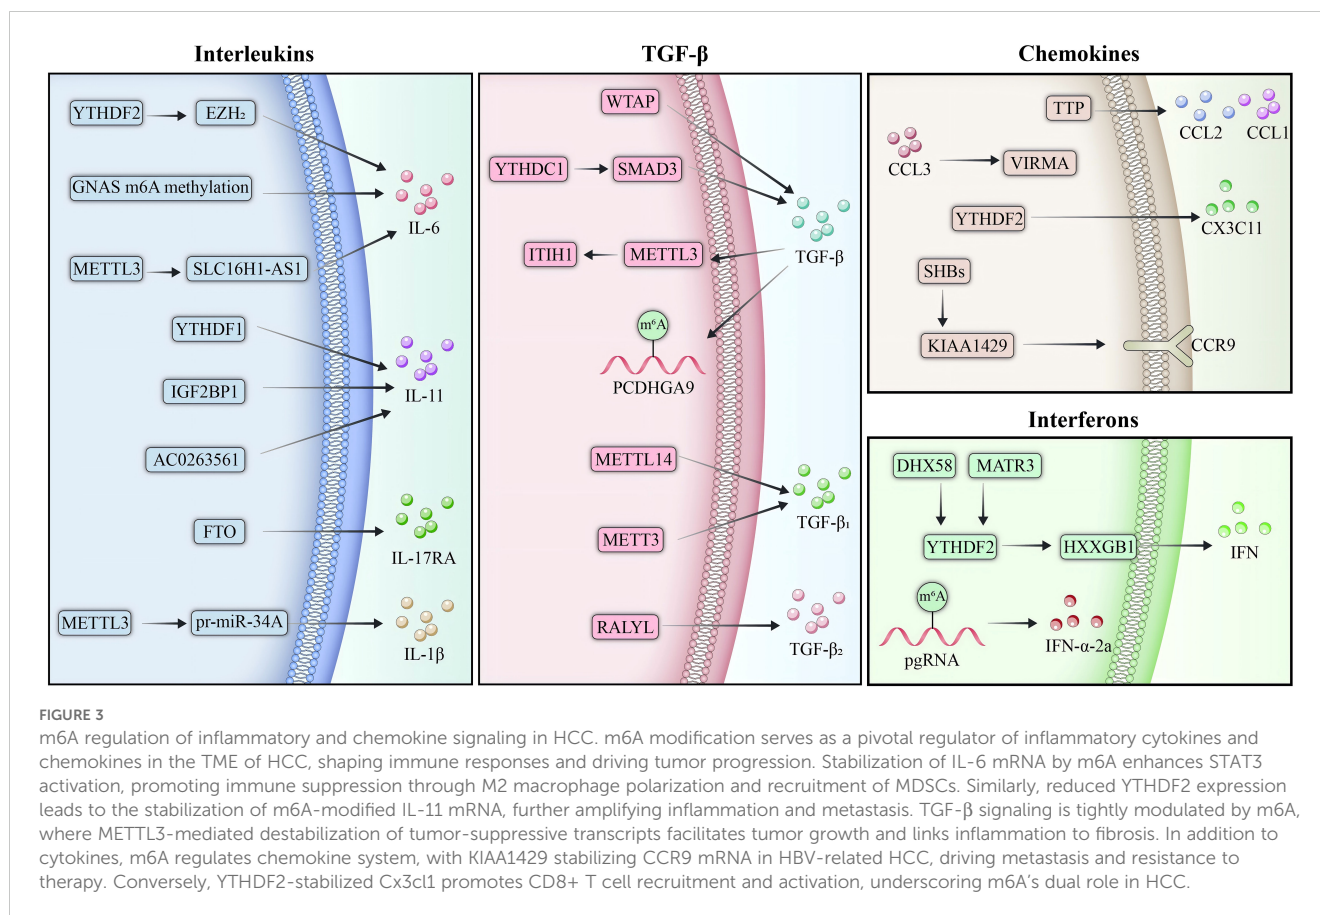 Interleukins
YTHDF2
EZH₂
GNAS m6A methylation
IL-6
METTL3
SLC16H1-AS1
YTHDF1
IGF2BP1
IL-11
AC0263561
FTO
IL-17RA
METTL3
pr-miR-34A
IL-1β
TGF-β
WTAP
YTHDC1
SMAD3
ITIH1
METTL3
TGF-β
m⁶A
PCDHGA9
METTL14
TGF-β₁
METT3
RALYL
TGF-β₂
Chemokines
TTP
CCL2
CCL1
CCL3
VIRMA
YTHDF2
CX3C11
SHBs
KIAA1429
CCR9
Interferons
DHX58
MATR3
YTHDF2
HXXGB1
IFN
m⁶A
pgRNA
IFN-α-2a
FIGURE 3
m6A regulation of inflammatory and chemokine signaling in HCC. m6A modification serves as a pivotal regulator of inflammatory cytokines and
chemokines in the TME of HCC, shaping immune responses and driving tumor progression. Stabilization of IL-6 mRNA by m6A enhances STAT3
activation, promoting immune suppression through M2 macrophage polarization and recruitment of MDSCs. Similarly, reduced YTHDF2 expression
leads to the stabilization of m6A-modified IL-11 mRNA, further amplifying inflammation and metastasis. TGF-β signaling is tightly modulated by m6A,
where METTL3-mediated destabilization of tumor-suppressive transcripts facilitates tumor growth and links inflammation to fibrosis. In addition to
cytokines, m6A regulates chemokine system, with KIAA1429 stabilizing CCR9 mRNA in HBV-related HCC, driving metastasis and resistance to
therapy. Conversely, YTHDF2-stabilized Cx3cl1 promotes CD8+ T cell recruitment and activation, underscoring m6A's dual role in HCC.